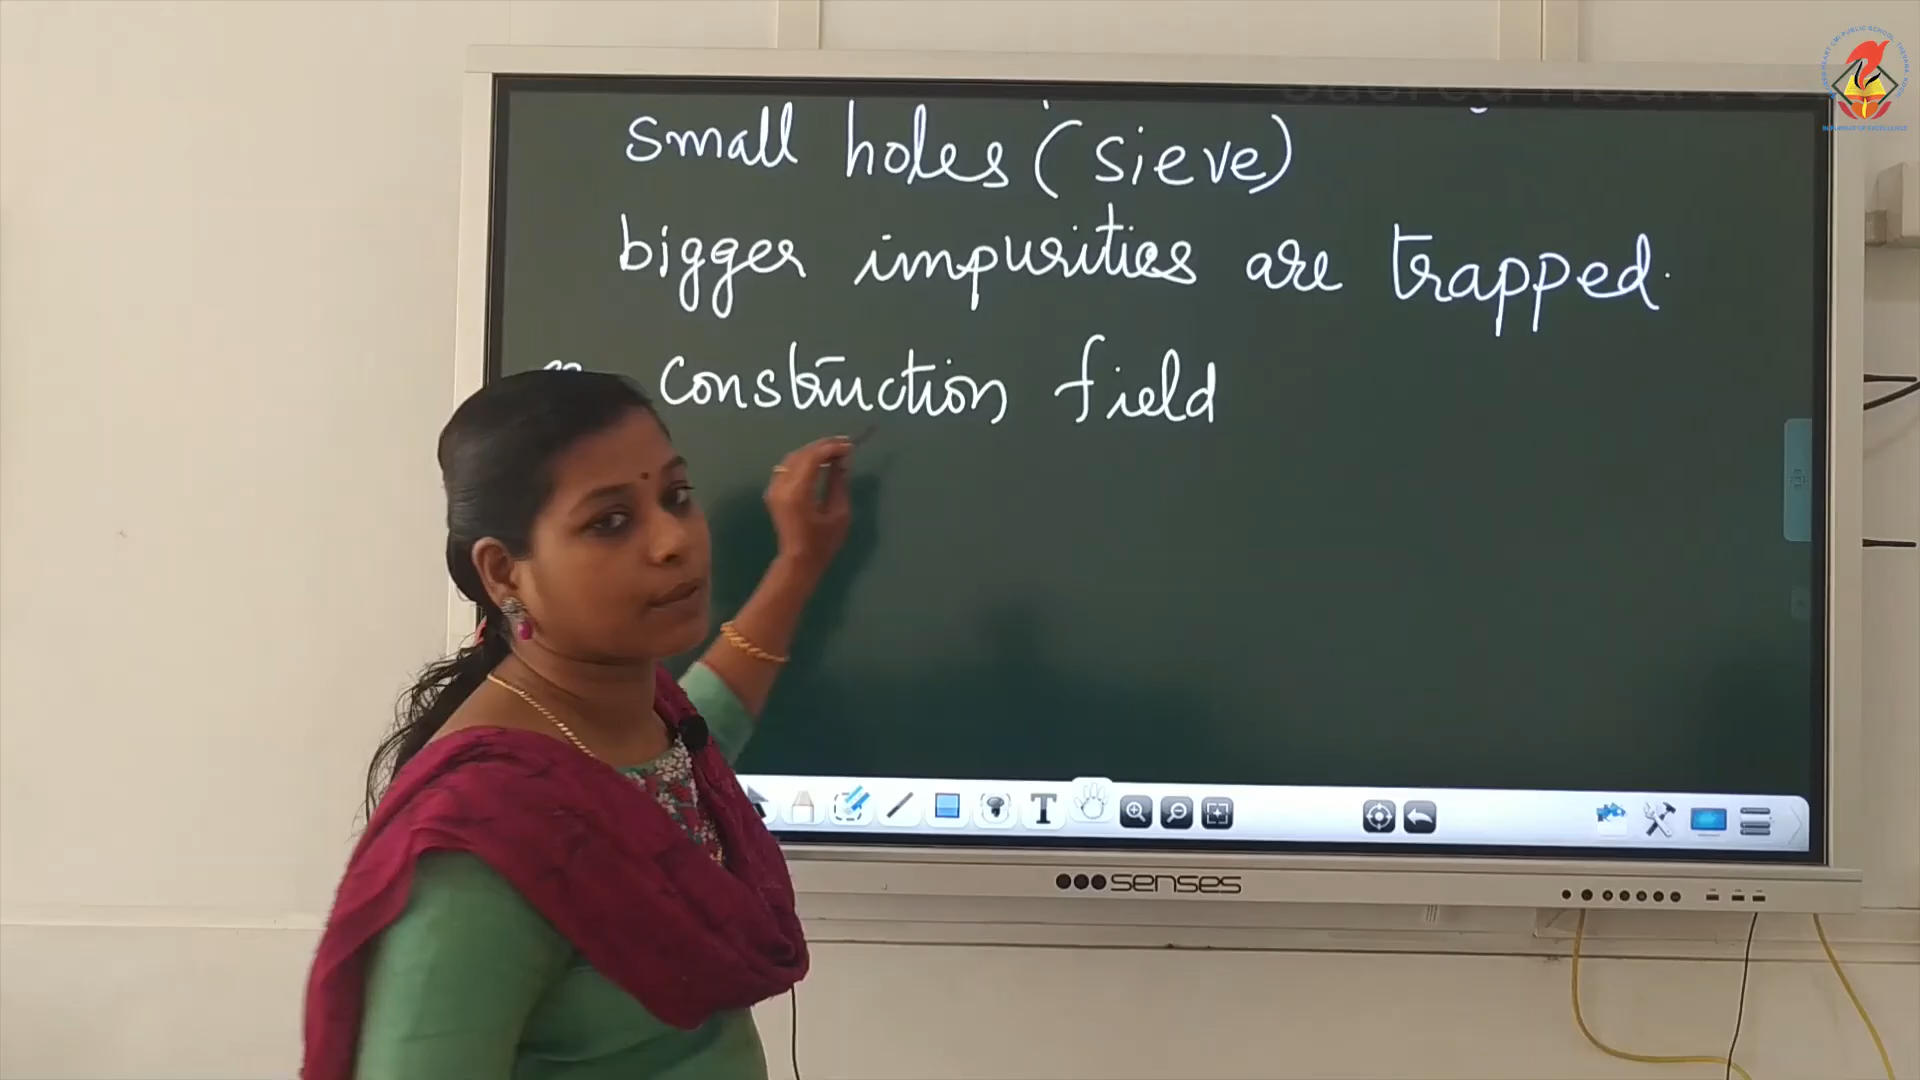 small holes (sieve)
bigger impurities are trapped.
construction field
T
senses